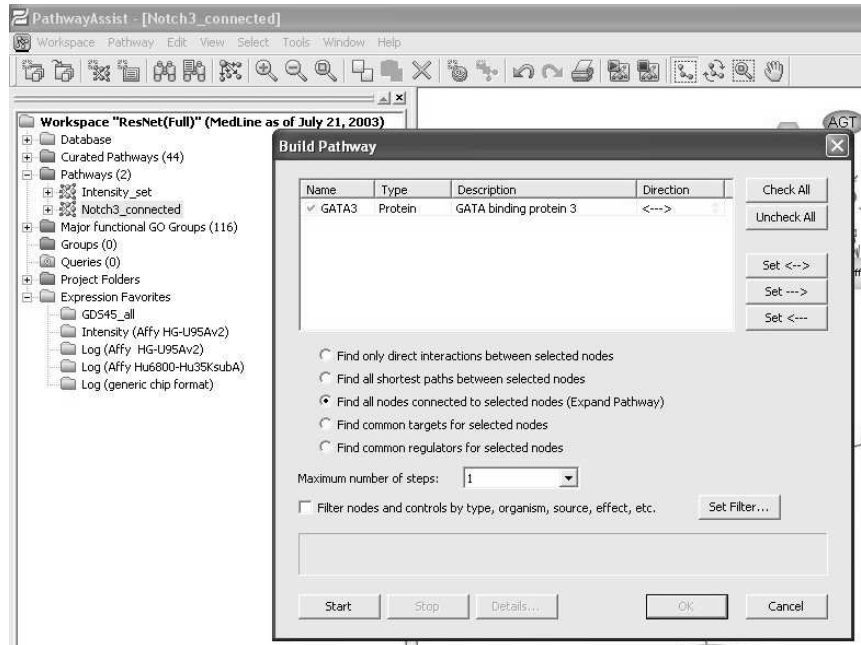 PathwayAssist - [Notch3_connected]
Workspace Pathway Edit View Select Tools Window Help
Workspace "ResNet(Full)" (MedLine as of July 21, 2003)
Database
Curated Pathways (44)
Pathways (2)
Intensity_set
Notch3_connected
Major functional GO Groups (116)
Groups (0)
Queries (0)
Project Folders
Expression Favorites
GDS45_all
Intensity (Affy HG-U95Av2)
Log (Affy HG-U95Av2)
Log (Affy Hu6800-Hu35KsubA)
Log (generic chip format)
AGT
Build Pathway
Name Type Description Direction
GATA3 Protein GATA binding protein 3 <--->
Check All
Uncheck All
Set <-->
Set --->
Set <---
Find only direct interactions between selected nodes
Find all shortest paths between selected nodes
Find all nodes connected to selected nodes (Expand Pathway)
Find common targets for selected nodes
Find common regulators for selected nodes
Maximum number of steps: 1
Filter nodes and controls by type, organism, source, effect, etc. Set Filter...
Start Stop Details... OK Cancel